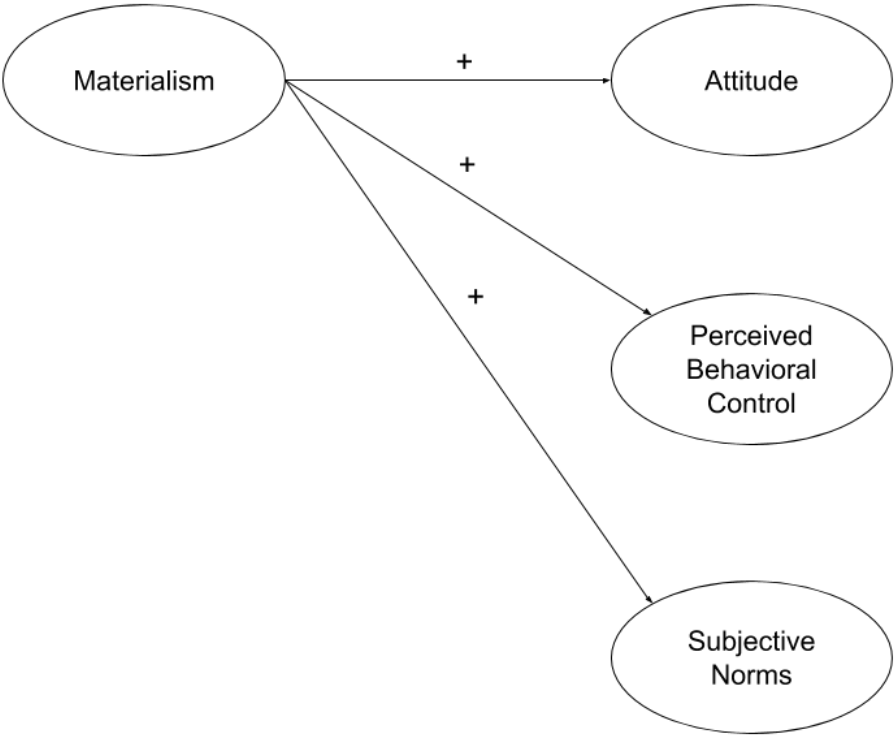 Materialism
+
Attitude
+
+
Perceived
Behavioral
Control
Subjective
Norms